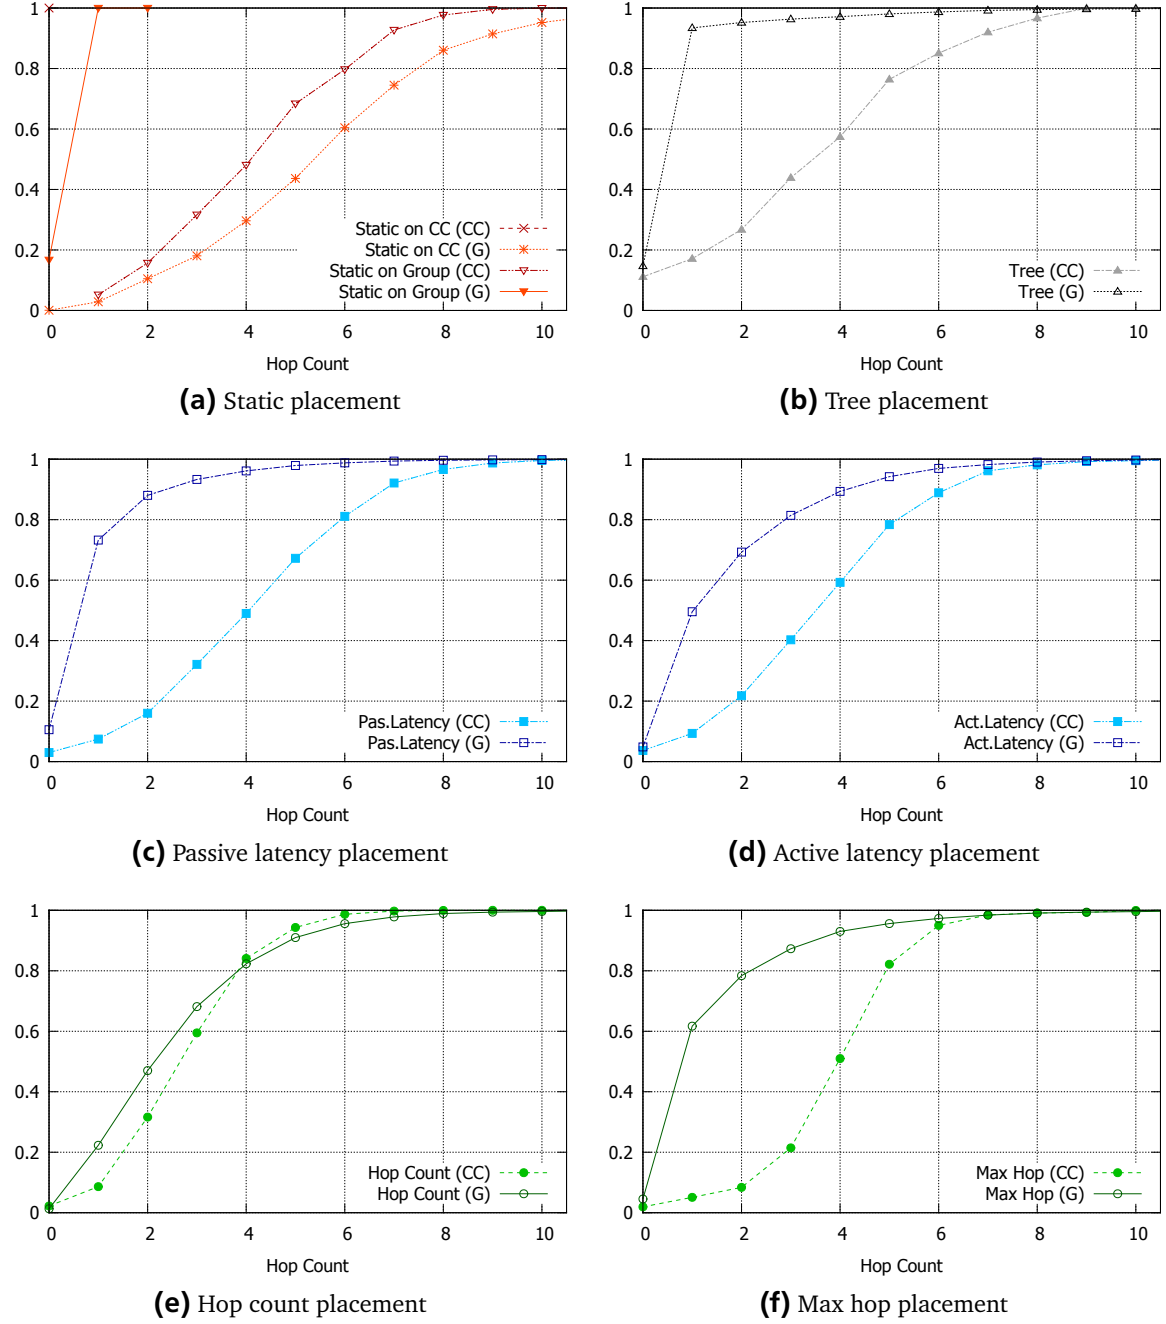 1
0.8
0.6
0.4
0.2
0
Static on CC (CC)
Static on CC (G)
Static on Group (CC)
Static on Group (G)
0 2 4 6 8 10
Hop Count
(a) Static placement
1
0.8
0.6
0.4
0.2
0
Tree (CC)
Tree (G)
0 2 4 6 8 10
Hop Count
(b) Tree placement
1
0.8
0.6
0.4
0.2
0
Pas.Latency (CC)
Pas.Latency (G)
0 2 4 6 8 10
Hop Count
(c) Passive latency placement
1
0.8
0.6
0.4
0.2
0
Act.Latency (CC)
Act.Latency (G)
0 2 4 6 8 10
Hop Count
(d) Active latency placement
1
0.8
0.6
0.4
0.2
0
Hop Count (CC)
Hop Count (G)
0 2 4 6 8 10
Hop Count
(e) Hop count placement
1
0.8
0.6
0.4
0.2
0
Max Hop (CC)
Max Hop (G)
0 2 4 6 8 10
Hop Count
(f) Max hop placement